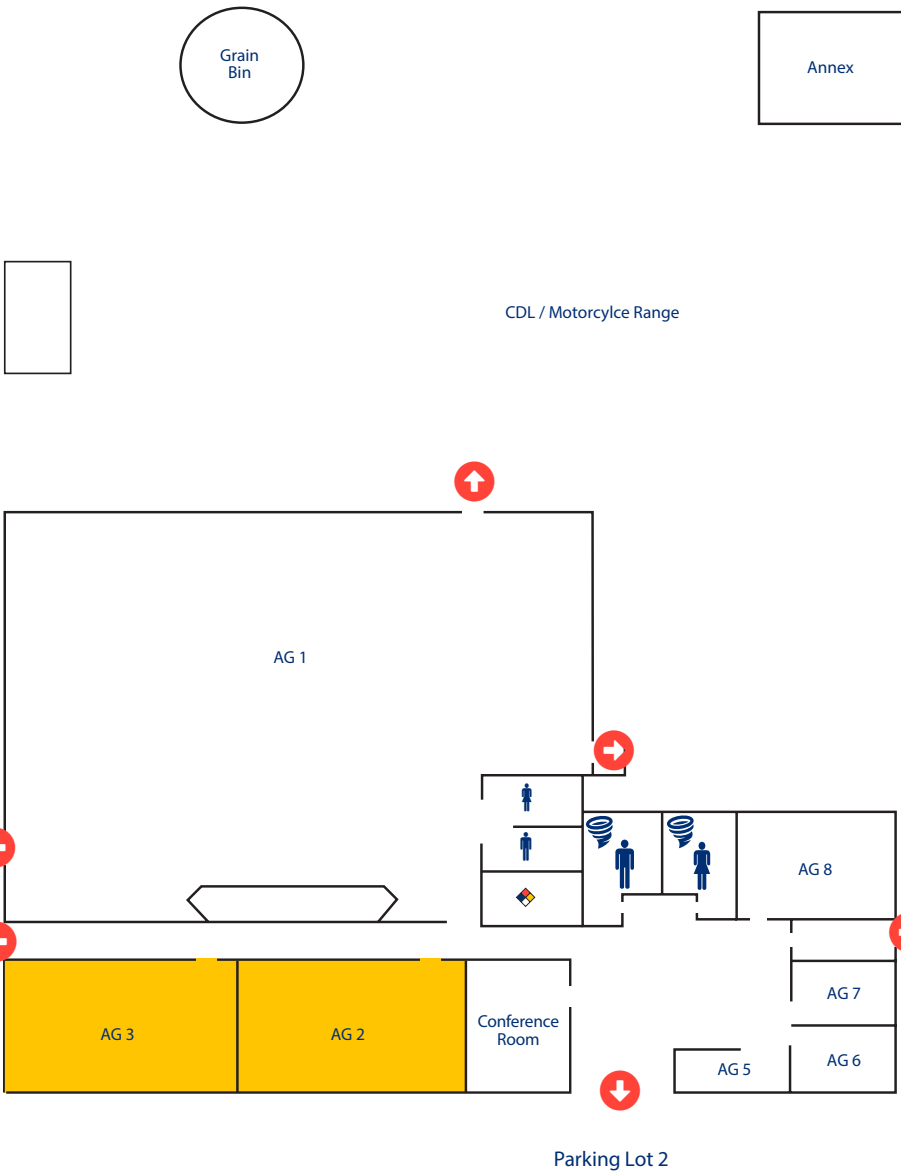 Grain
Bin
Annex
CDL / Motorcylce Range
AG 1
AG 8
AG 7
AG 3
AG 2
Conference
Room
AG 5
AG 6
Parking Lot 2